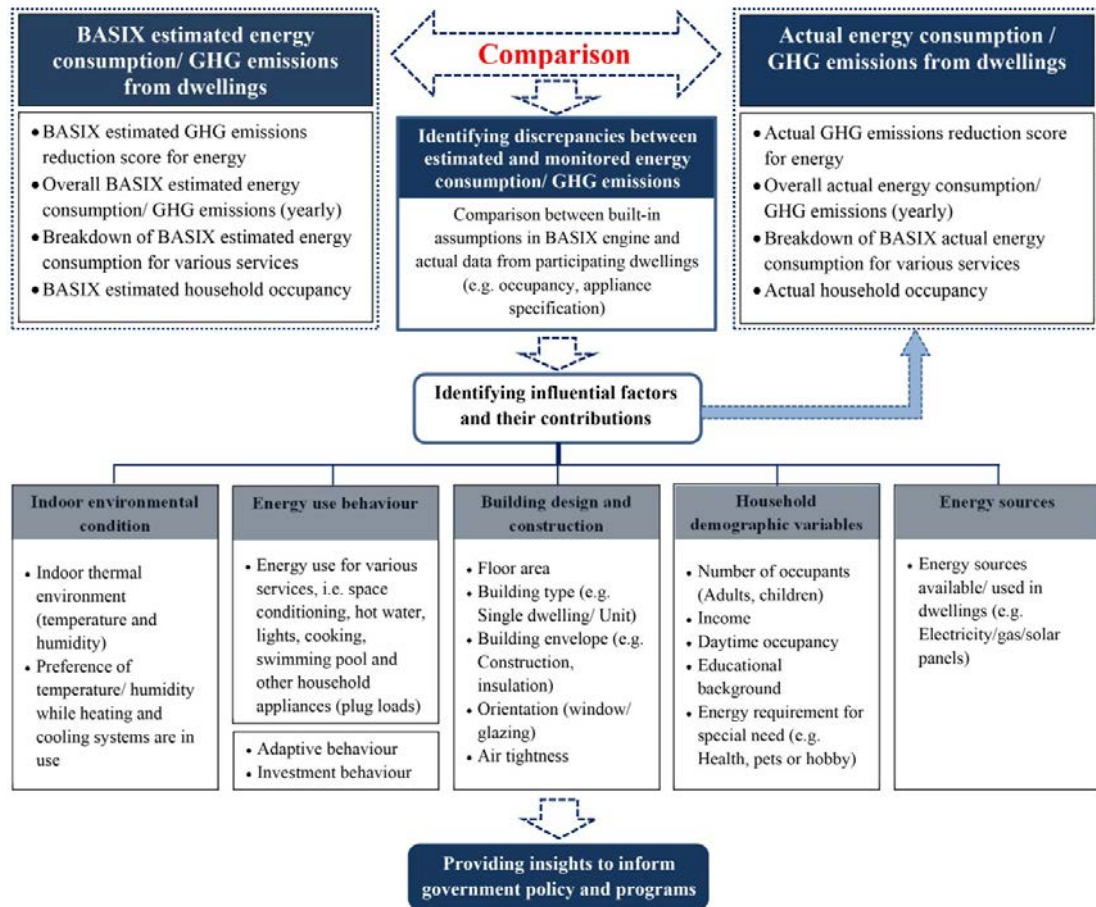 BASIX estimated energy
consumption/ GHG emissions
from dwellings
• BASIX estimated GHG emissions
reduction score for energy
• Overall BASIX estimated energy
consumption/ GHG emissions (yearly)
• Breakdown of BASIX estimated energy
consumption for various services
• BASIX estimated household occupancy
Comparison
Identifying discrepancies between
estimated and monitored energy
consumption/ GHG emissions
Comparison between built-in
assumptions in BASIX engine and
actual data from participating dwellings
(e.g. occupancy, appliance
specification)
Actual energy consumption /
GHG emissions from dwellings
• Actual GHG emissions reduction score
for energy
• Overall actual energy consumption/
GHG emissions (yearly)
• Breakdown of BASIX actual energy
consumption for various services
• Actual household occupancy
Identifying influential factors
and their contributions
Indoor environmental
condition
• Indoor thermal
environment
(temperature and
humidity)
• Preference of
temperature/ humidity
while heating and
cooling systems are in
use
Energy use behaviour
• Energy use for various
services, i.e. space
conditioning, hot water,
lights, cooking,
swimming pool and
other household
appliances (plug loads)
• Adaptive behaviour
• Investment behaviour
Building design and
construction
• Floor area
• Building type (e.g.
Single dwelling/ Unit)
• Building envelope (e.g.
Construction,
insulation)
• Orientation (window/
glazing)
• Air tightness
Household
demographic variables
• Number of occupants
(Adults, children)
• Income
• Daytime occupancy
• Educational
background
• Energy requirement for
special need (e.g.
Health, pets or hobby)
Energy sources
• Energy sources
available/ used in
dwellings (e.g.
Electricity/gas/solar
panels)
Providing insights to inform
government policy and programs